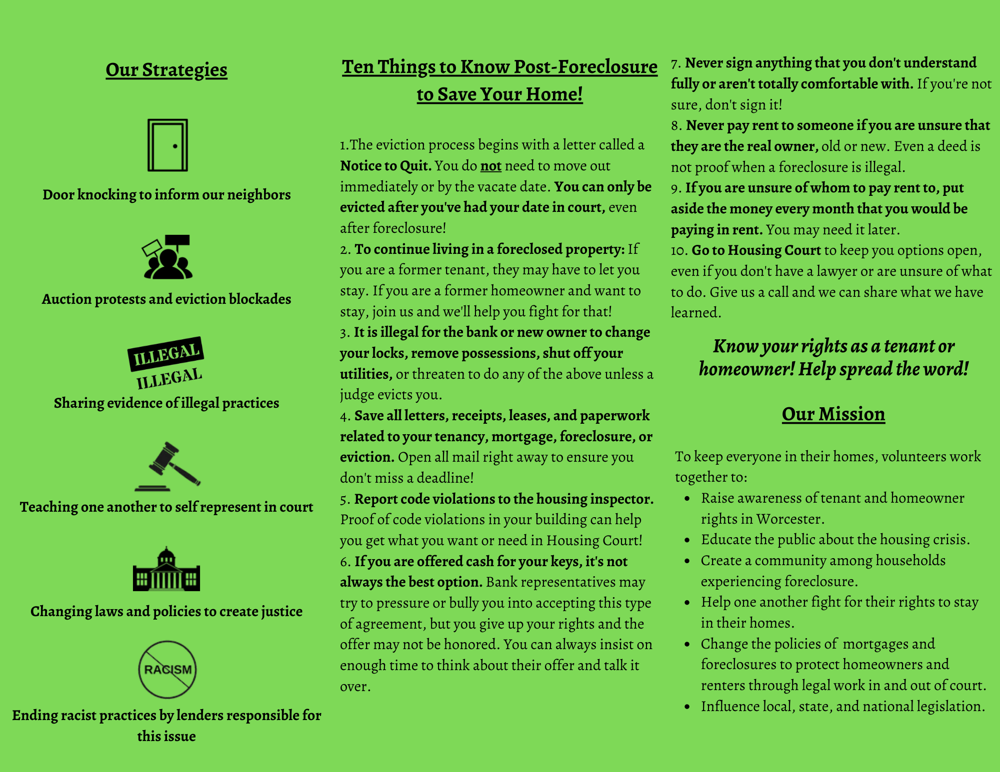 Our Strategies
Door knocking to inform our neighbors
Auction protests and eviction blockades
ILLEGAL
ILLEGAL
Sharing evidence of illegal practices
Teaching one another to self represent in court
Changing laws and policies to create justice
RACISM
Ending racist practices by lenders responsible for
this issue
Ten Things to Know Post-Foreclosure
to Save Your Home!
1.The eviction process begins with a letter called a
Notice to Quit. You do not need to move out
immediately or by the vacate date. You can only be
evicted after you've had your date in court, even
after foreclosure!
2. To continue living in a foreclosed property: If
you are a former tenant, they may have to let you
stay. If you are a former homeowner and want to
stay, join us and we'll help you fight for that!
3. It is illegal for the bank or new owner to change
your locks, remove possessions, shut off your
utilities, or threaten to do any of the above unless a
judge evicts you.
4. Save all letters, receipts, leases, and paperwork
related to your tenancy, mortgage, foreclosure, or
eviction. Open all mail right away to ensure you
don't miss a deadline!
5. Report code violations to the housing inspector.
Proof of code violations in your building can help
you get what you want or need in Housing Court!
6. If you are offered cash for your keys, it's not
always the best option. Bank representatives may
try to pressure or bully you into accepting this type
of agreement, but you give up your rights and the
offer may not be honored. You can always insist on
enough time to think about their offer and talk it
over.
7. Never sign anything that you don't understand
fully or aren't totally comfortable with. If you're not
sure, don't sign it!
8. Never pay rent to someone if you are unsure that
they are the real owner, old or new. Even a deed is
not proof when a foreclosure is illegal.
9. If you are unsure of whom to pay rent to, put
aside the money every month that you would be
paying in rent. You may need it later.
10. Go to Housing Court to keep you options open,
even if you don't have a lawyer or are unsure of what
to do. Give us a call and we can share what we have
learned.
Know your rights as a tenant or
homeowner! Help spread the word!
Our Mission
To keep everyone in their homes, volunteers work
together to:
• Raise awareness of tenant and homeowner
rights in Worcester.
• Educate the public about the housing crisis.
• Create a community among households
experiencing foreclosure.
• Help one another fight for their rights to stay
in their homes.
• Change the policies of mortgages and
foreclosures to protect homeowners and
renters through legal work in and out of court.
• Influence local, state, and national legislation.